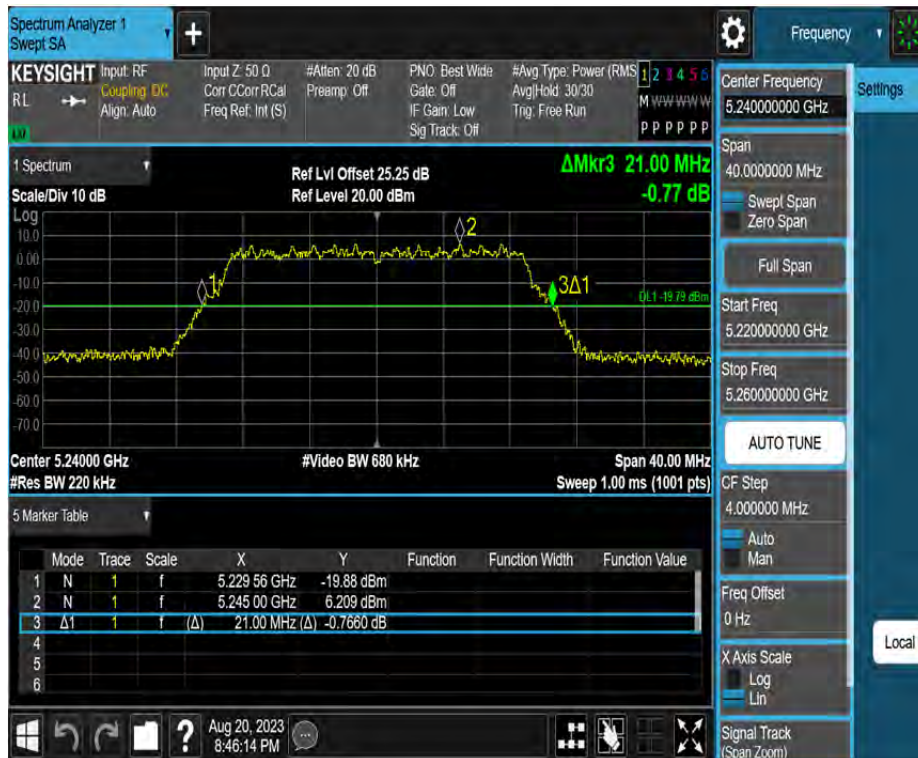 Spectrum Analyzer 1
Swept SA
+
Frequency
KEYSIGHT
RL
LXI
Input: RF
Coupling: DC
Align: Auto
Input Z: 50 Ω
Corr CCorr RCal
Freq Ref: Int (S)
#Atten: 20 dB
Preamp: Off
PNO: Best Wide
Gate: Off
IF Gain: Low
Sig Track: Off
#Avg Type: Power (RMS
Avg|Hold: 30/30
Trig: Free Run
1 2 3 4 5 6
M W W W W W
P P P P P P
1 Spectrum
Scale/Div 10 dB
Ref Lvl Offset 25.25 dB
Ref Level 20.00 dBm
ΔMkr3 21.00 MHz
-0.77 dB
Log
10.0
0.00
-10.0
-20.0
-30.0
-40.0
-50.0
-60.0
-70.0
1
2
3Δ1
DL1 -19.79 dBm
Center 5.24000 GHz
#Video BW 680 kHz
Span 40.00 MHz
#Res BW 220 kHz
Sweep 1.00 ms (1001 pts)
5 Marker Table
Mode Trace Scale X Y Function Function Width Function Value
1 N 1 f 5.229 56 GHz -19.88 dBm
2 N 1 f 5.245 00 GHz 6.209 dBm
3 Δ1 1 f (Δ) 21.00 MHz (Δ) -0.7660 dB
4
5
6
?
Aug 20, 2023
8:46:14 PM
Center Frequency
5.240000000 GHz
Settings
Span
40.0000000 MHz
Swept Span
Zero Span
Full Span
Start Freq
5.220000000 GHz
Stop Freq
5.260000000 GHz
AUTO TUNE
CF Step
4.000000 MHz
Auto
Man
Freq Offset
0 Hz
Local
X Axis Scale
Log
Lin
Signal Track
(Span Zoom)